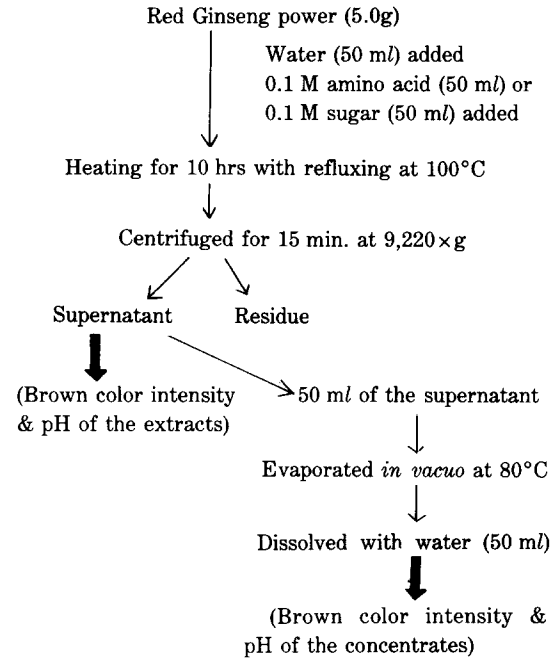 Red Ginseng power (5.0g)
Water (50 ml) added
0.1 M amino acid (50 ml) or
0.1 M sugar (50 ml) added
Heating for 10 hrs with refluxing at 100°C
Centrifuged for 15 min. at 9,220×g
Supernatant
Residue
(Brown color intensity
& pH of the extracts)
50 ml of the supernatant
Evaporated in vacuo at 80°C
Dissolved with water (50 ml)
(Brown color intensity &
pH of the concentrates)